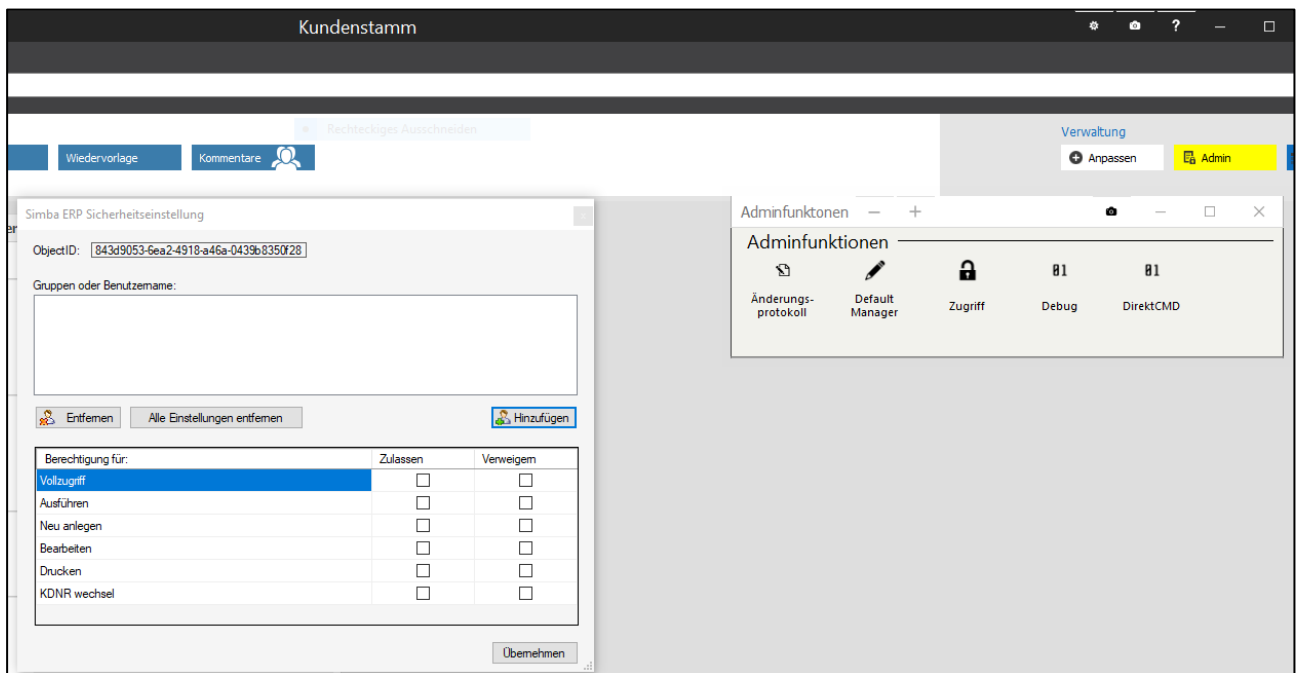 Kundenstamm
?
Rechteckiges Ausschneiden
Verwaltung
Wiedervorlage
Kommentare
Anpassen
Admin
Simba ERP Sicherheitseinstellung
ObjectID: 843d9053-6ea2-4918-a46a-0439b8350f28
Gruppen oder Benutzername:
Entfernen
Alle Einstellungen entfernen
Hinzufügen
Berechtigung für: Zulassen Verweigern
Vollzugriff
Ausführen
Neu anlegen
Bearbeiten
Drucken
KDNR wechsel
Übernehmen
Adminfunktonen
Adminfunktionen
01
01
Änderungs-
protokoll
Default
Manager
Zugriff
Debug
DirektCMD